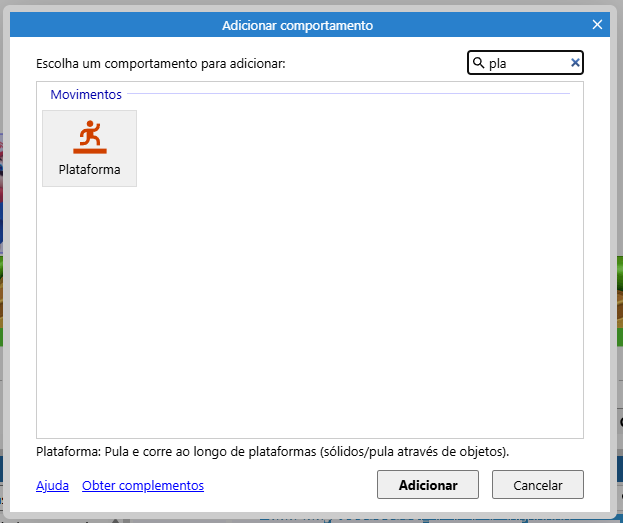 Adicionar comportamento
Escolha um comportamento para adicionar:
pla
Movimentos
Plataforma
Plataforma: Pula e corre ao longo de plataformas (sólidos/pula através de objetos).
Ajuda
Obter complementos
Adicionar
Cancelar